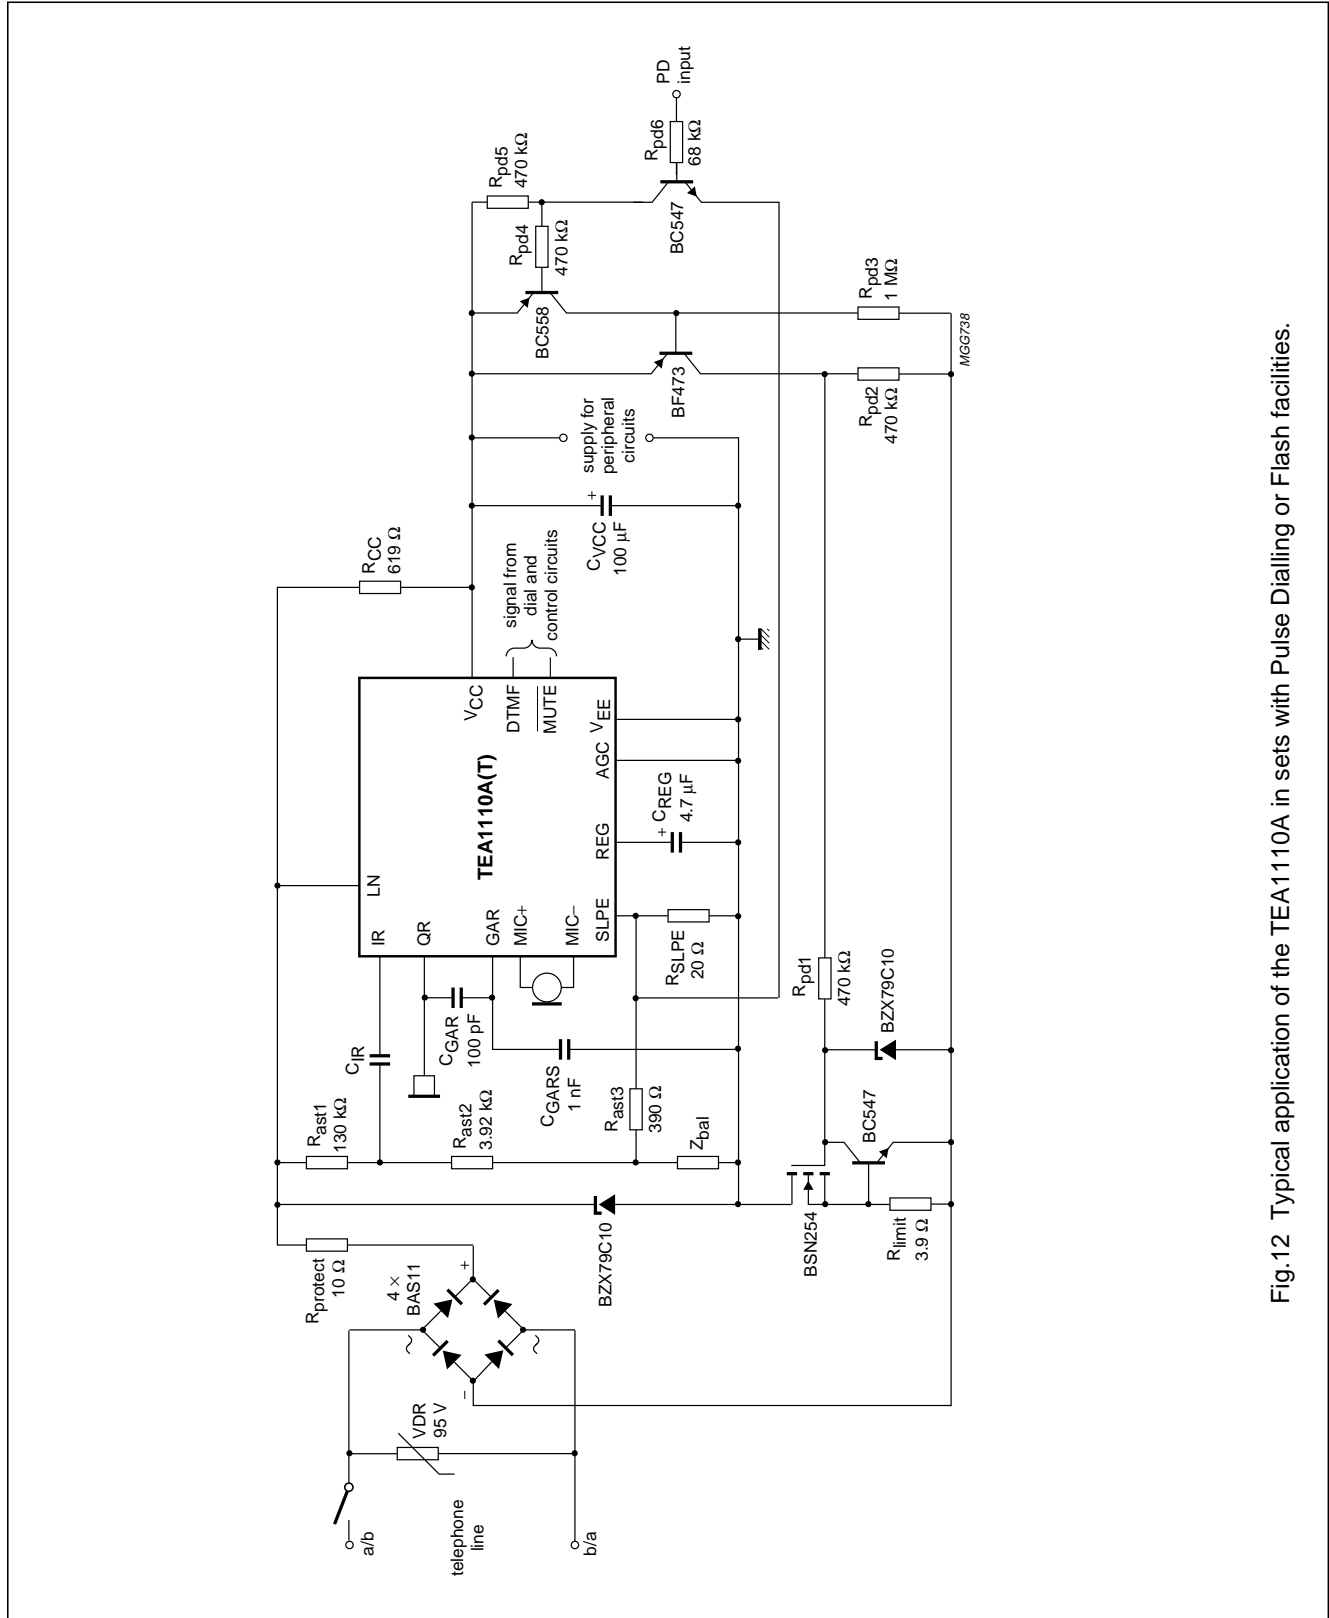 PD
input
Rpd6
68 kΩ
Rpd5
470 kΩ
Rpd4
470 kΩ
BC547
BC558
BF473
Rpd3
1 MΩ
Rpd2
470 kΩ
MGG738
supply for
peripheral
circuits
CVCC
+
100 μF
RCC
619 Ω
signal from
dial and
control circuits
VCC
DTMF
MUTE
LN
TEA1110A(T)
IR
QR
GAR
MIC+
MIC−
SLPE
REG
AGC
VEE
CREG
+
4.7 μF
RSLPE
20 Ω
CIR
CGAR
100 pF
CGARS
1 nF
Rast1
130 kΩ
Rast2
3.92 kΩ
Rast3
390 Ω
Zbal
Rpd1
470 kΩ
BZX79C10
BC547
BSN254
Rlimit
3.9 Ω
BZX79C10
Rprotect
10 Ω
4 ×
BAS11
+
~
~
−
VDR
95 V
telephone
line
a/b
b/a
Fig.12 Typical application of the TEA1110A in sets with Pulse Dialling or Flash facilities.